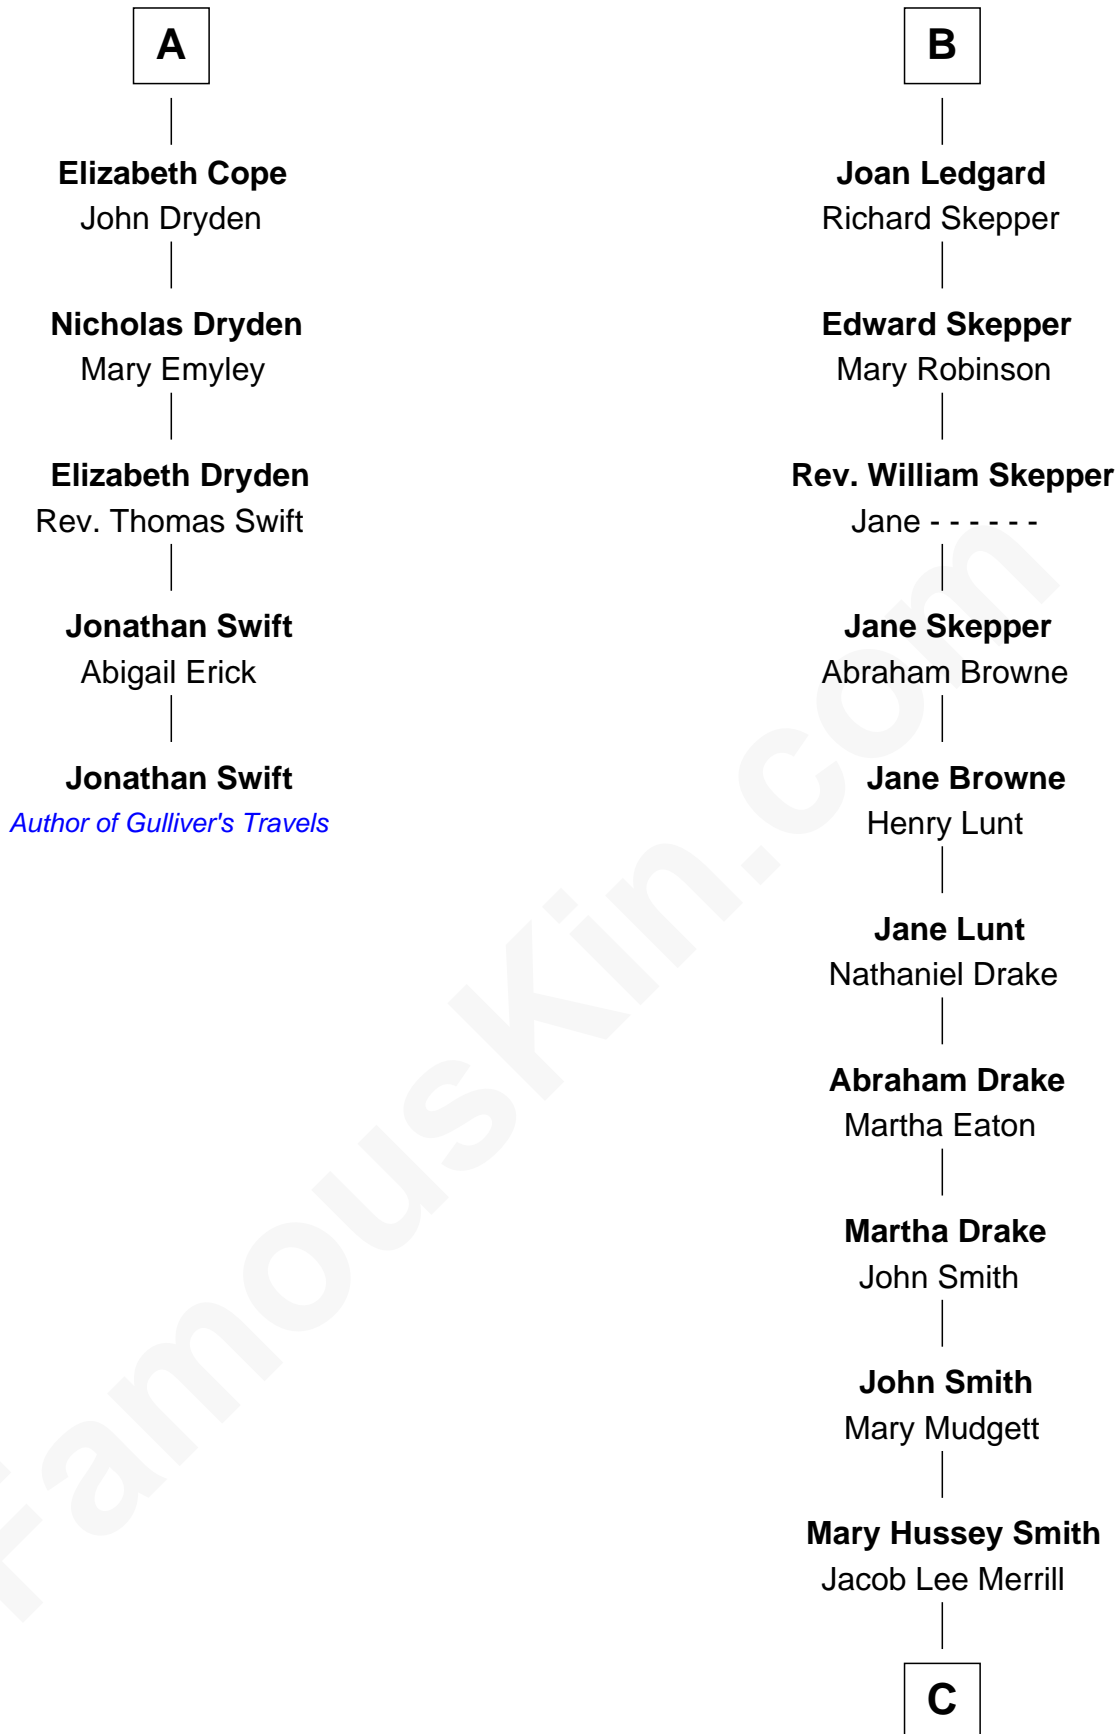 A
Elizabeth Cope
John Dryden
Nicholas Dryden
Mary Emyley
Elizabeth Dryden
Rev. Thomas Swift
Jonathan Swift
Abigail Erick
Jonathan Swift
Author of Gulliver's Travels
B
Joan Ledgard
Richard Skepper
Edward Skepper
Mary Robinson
Rev. William Skepper
Jane - - - - - -
Jane Skepper
Abraham Browne
Jane Browne
Henry Lunt
Jane Lunt
Nathaniel Drake
Abraham Drake
Martha Eaton
Martha Drake
John Smith
John Smith
Mary Mudgett
Mary Hussey Smith
Jacob Lee Merrill
C
FamousKin.com